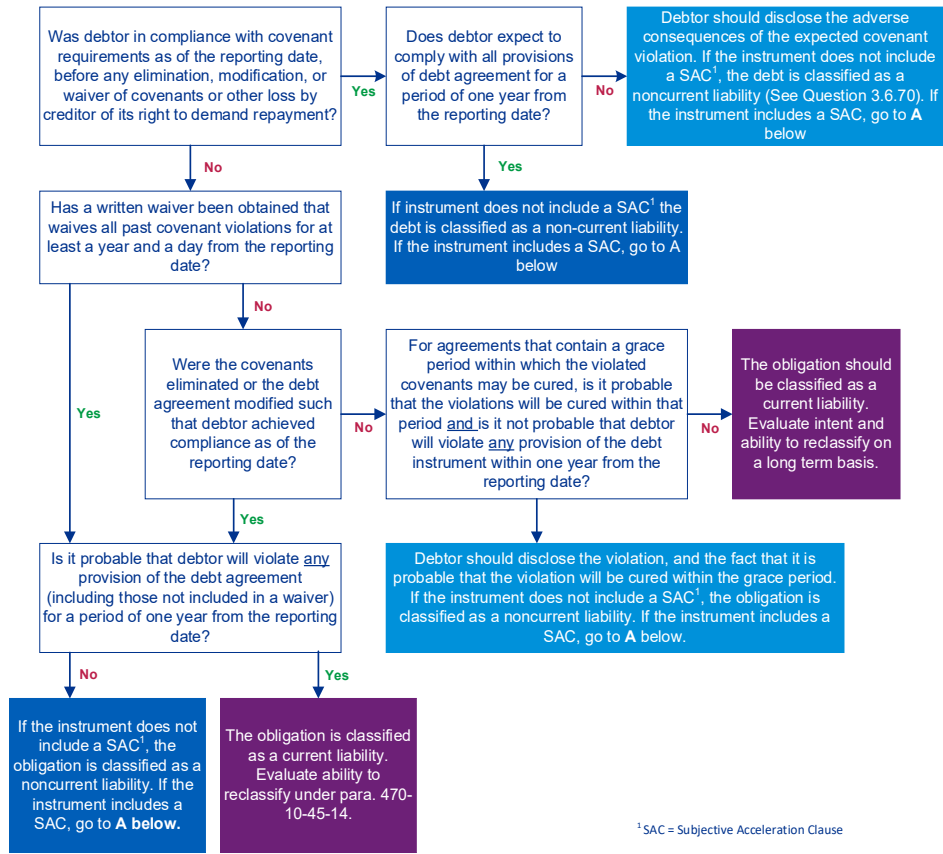 Was debtor in compliance with covenant
requirements as of the reporting date,
before any elimination, modification, or
waiver of covenants or other loss by
creditor of its right to demand repayment?
Yes
Does debtor expect to
comply with all provisions
of debt agreement for a
period of one year from
the reporting date?
No
Debtor should disclose the adverse
consequences of the expected covenant
violation. If the instrument does not include
a SAC¹, the debt is classified as a
noncurrent liability (See Question 3.6.70). If
the instrument includes a SAC, go to A
below
No
Yes
Has a written waiver been obtained that
waives all past covenant violations for at
least a year and a day from the reporting
date?
If instrument does not include a SAC¹ the
debt is classified as a non-current liability.
If the instrument includes a SAC, go to A
below
Yes
No
Were the covenants
eliminated or the debt
agreement modified such
that debtor achieved
compliance as of the
reporting date?
No
For agreements that contain a grace
period within which the violated
covenants may be cured, is it probable
that the violations will be cured within that
period and is it not probable that debtor
will violate any provision of the debt
instrument within one year from the
reporting date?
No
The obligation should
be classified as a
current liability.
Evaluate intent and
ability to reclassify on
a long term basis.
Yes
Yes
Is it probable that debtor will violate any
provision of the debt agreement
(including those not included in a waiver)
for a period of one year from the reporting
date?
Debtor should disclose the violation, and the fact that it is
probable that the violation will be cured within the grace period.
If the instrument does not include a SAC¹, the obligation is
classified as a noncurrent liability. If the instrument includes a
SAC, go to A below.
No
Yes
If the instrument does not
include a SAC¹, the
obligation is classified as a
noncurrent liability. If the
instrument includes a
SAC, go to A below.
The obligation is classified
as a current liability.
Evaluate ability to
reclassify under para. 470-
10-45-14.
¹ SAC = Subjective Acceleration Clause